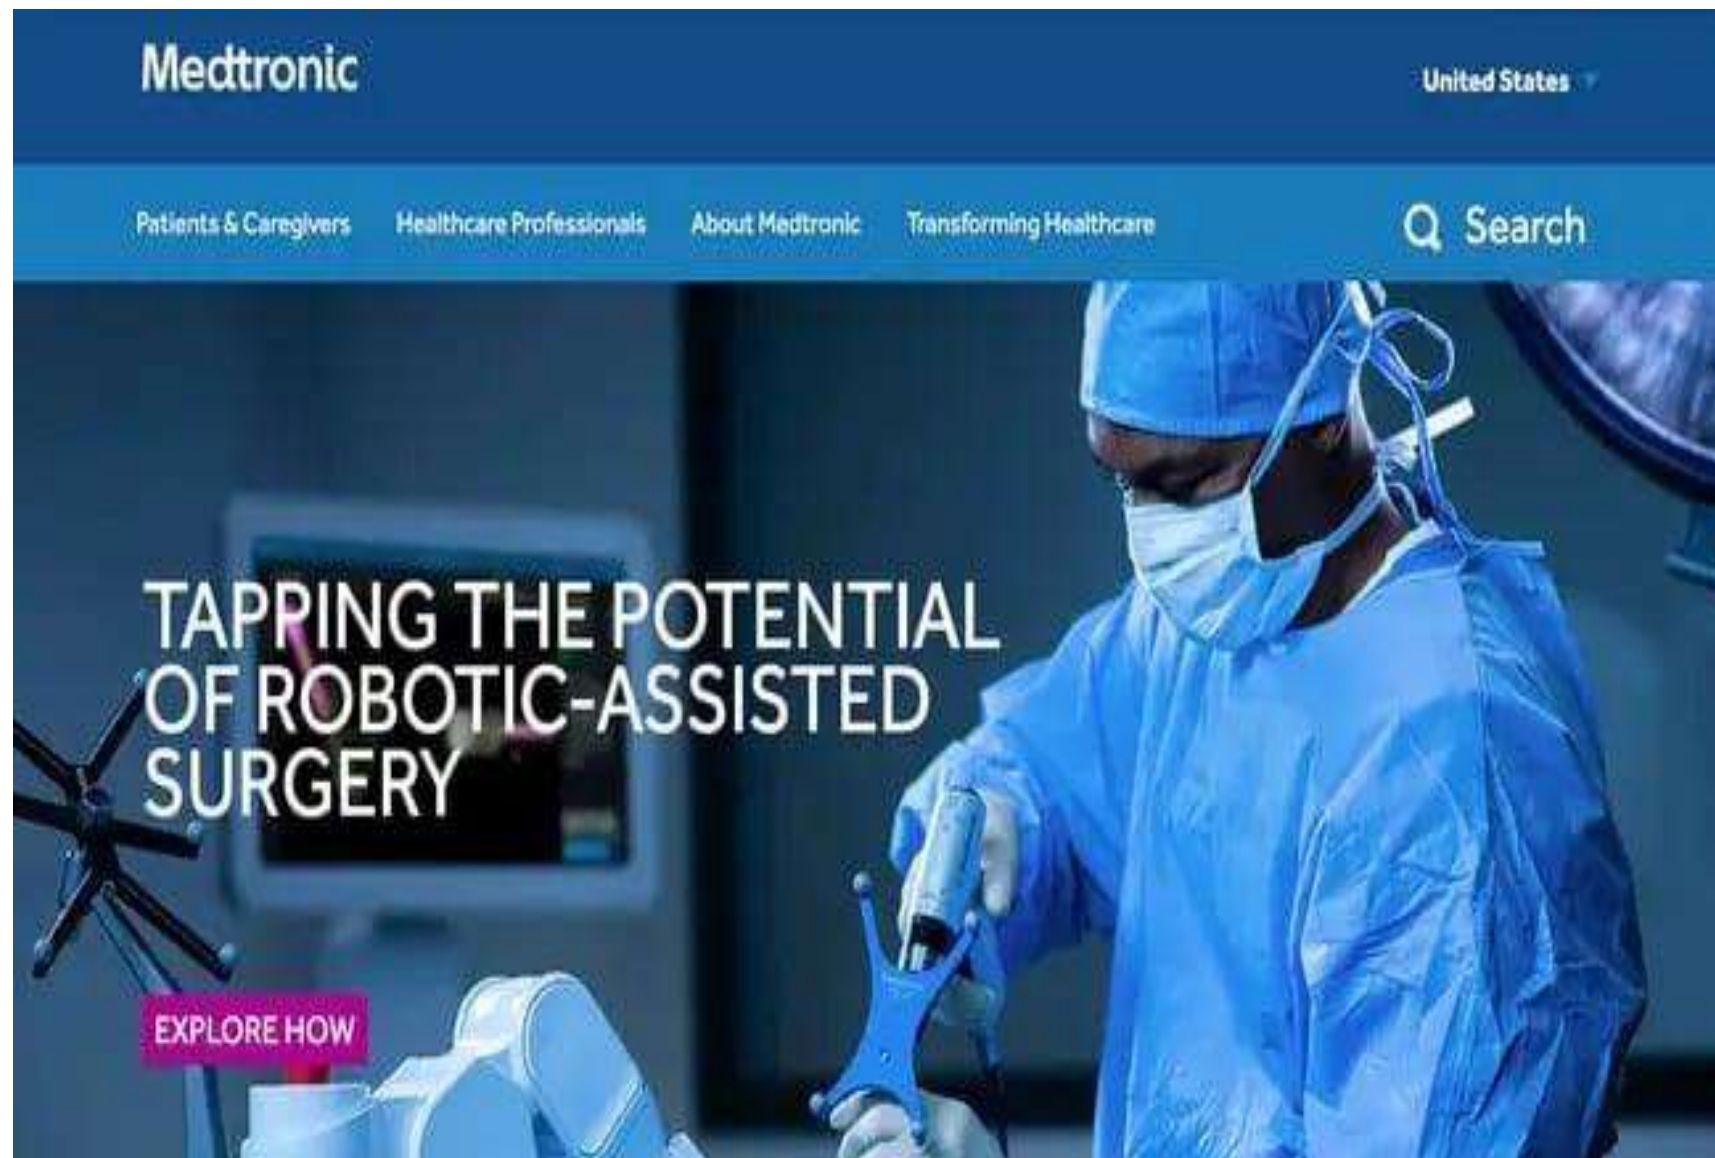 Medtronic
United States
Patients & Caregivers Healthcare Professionals About Medtronic Transforming Healthcare Search
TAPPING THE POTENTIAL
OF ROBOTIC-ASSISTED
SURGERY
EXPLORE HOW